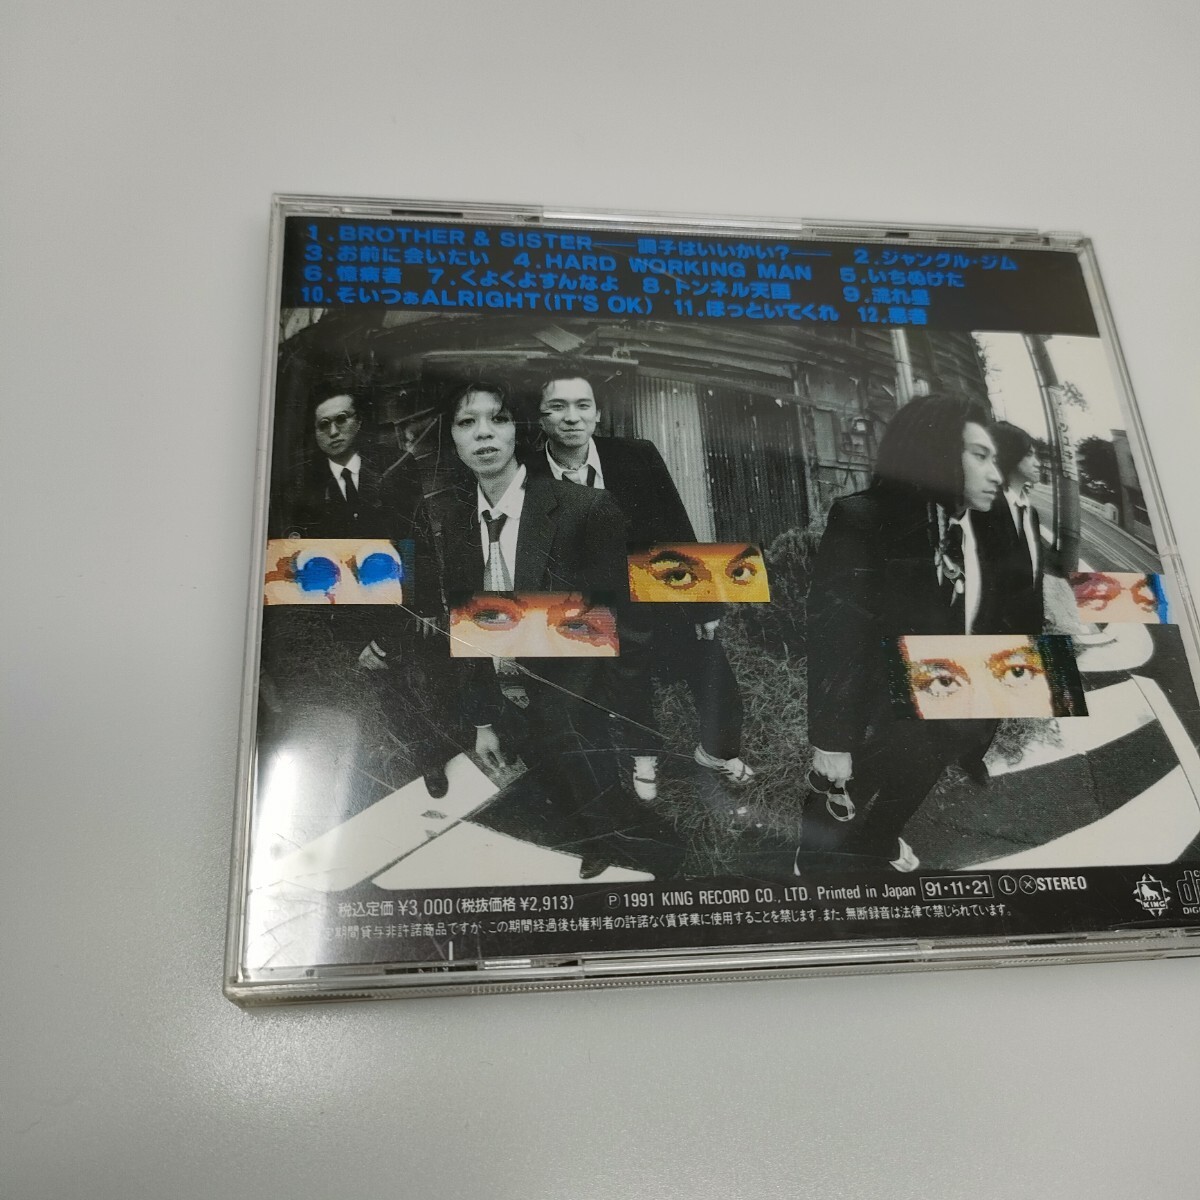 1.BROTHER & SISTER——調子はいいかい?—— 2.ジャングル・ジム
3.お前に会いたい 4.HARD WORKING MAN 5.いちぬけた
6.憶病者 7.くよくよすんなよ 8.トンネル天国 9.流れ星
10.そいつぁALRIGHT(IT'S OK) 11.ほっといてくれ 12.悪者
税込定価 ¥3,000(税抜価格 ¥2,913) Ⓟ1991 KING RECORD CO., LTD. Printed in Japan 91・11・21 Ⓛ Ⓧ STEREO
期間貸与非許諾商品ですが、この期間経過後も権利者の許諾なく賃貸業に使用することを禁じます。また、無断録音は法律で禁じられています。
KING